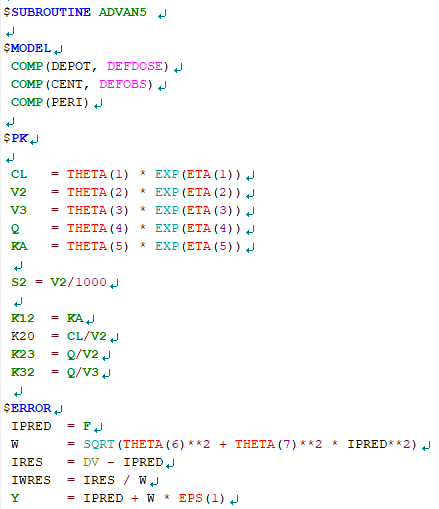 $SUBROUTINE ADVAN5
$MODEL
COMP(DEPOT, DEFDOSE)
COMP(CENT, DEFOBS)
COMP(PERI)
$PK
CL = THETA(1) * EXP(ETA(1))
V2 = THETA(2) * EXP(ETA(2))
V3 = THETA(3) * EXP(ETA(3))
Q = THETA(4) * EXP(ETA(4))
KA = THETA(5) * EXP(ETA(5))
S2 = V2/1000
K12 = KA
K20 = CL/V2
K23 = Q/V2
K32 = Q/V3
$ERROR
IPRED = F
W = SQRT(THETA(6)**2 + THETA(7)**2 * IPRED**2)
IRES = DV - IPRED
IWRES = IRES / W
Y = IPRED + W * EPS(1)